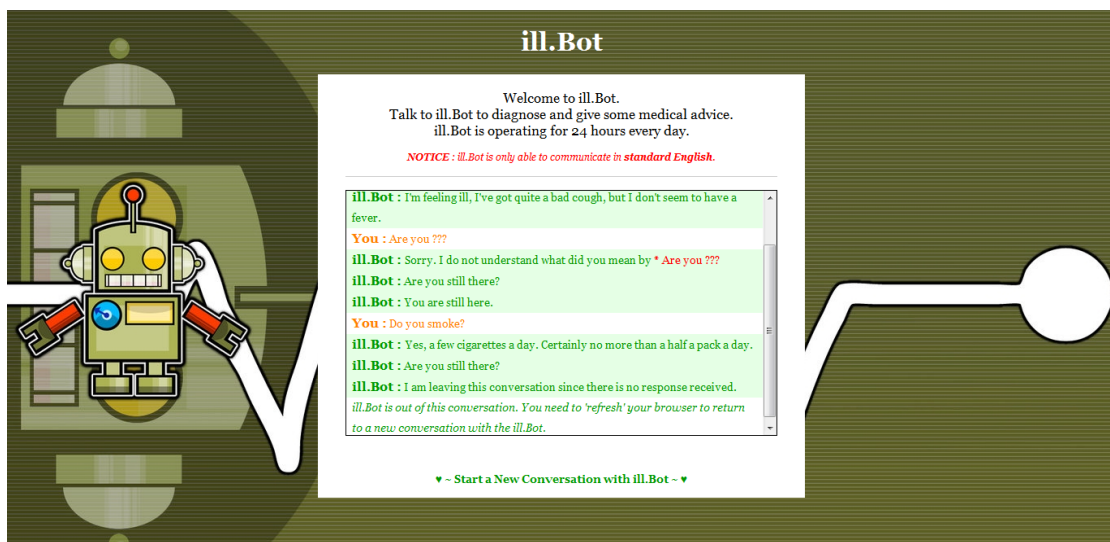 ill.Bot
Welcome to ill.Bot.
Talk to ill.Bot to diagnose and give some medical advice.
ill.Bot is operating for 24 hours every day.
NOTICE : ill.Bot is only able to communicate in standard English.
ill.Bot : I'm feeling ill, I've got quite a bad cough, but I don't seem to have a
fever.
You : Are you ???
ill.Bot : Sorry. I do not understand what did you mean by * Are you ???
ill.Bot : Are you still there?
ill.Bot : You are still here.
You : Do you smoke?
ill.Bot : Yes, a few cigarettes a day. Certainly no more than a half a pack a day.
ill.Bot : Are you still there?
ill.Bot : I am leaving this conversation since there is no response received.
ill.Bot is out of this conversation. You need to 'refresh' your browser to return
to a new conversation with the ill.Bot.
♥ ~ Start a New Conversation with ill.Bot ~ ♥